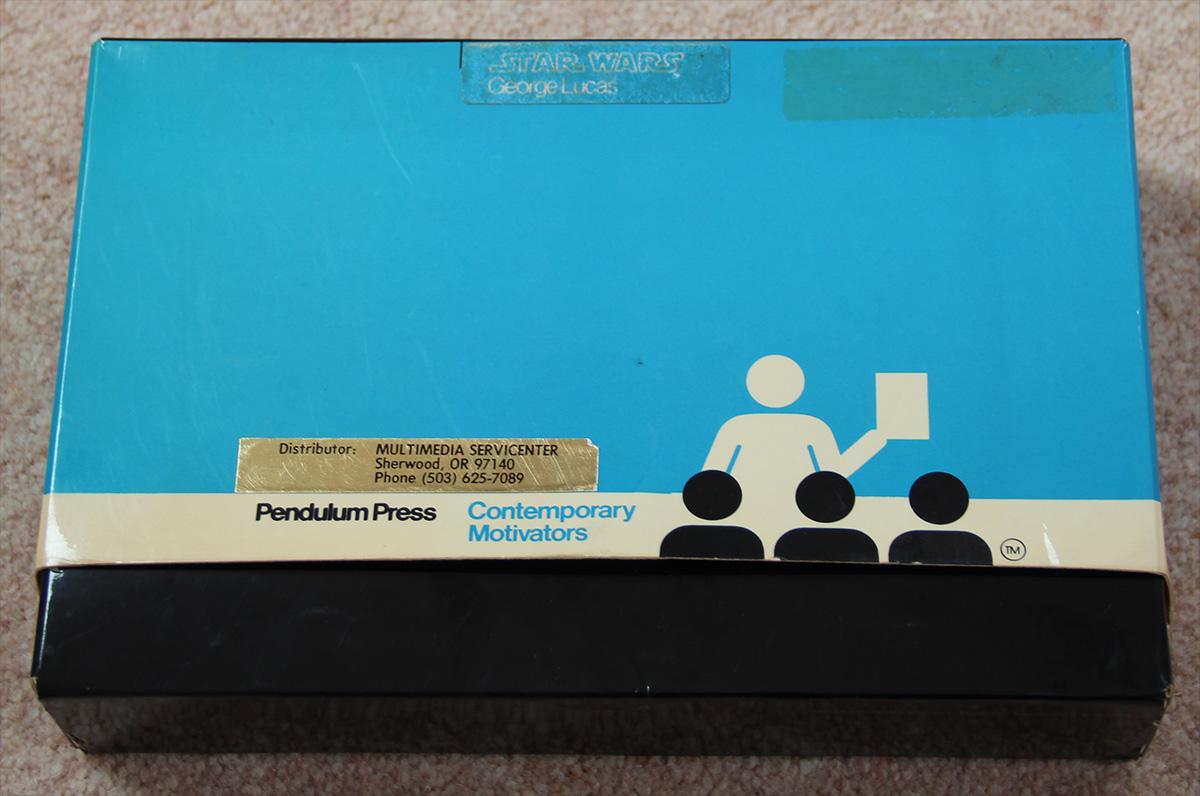 STAR WARS
George Lucas
Distributor: MULTIMEDIA SERVICENTER
Sherwood, OR 97140
Phone (503) 625-7089
Pendulum Press Contemporary
Motivators
TM